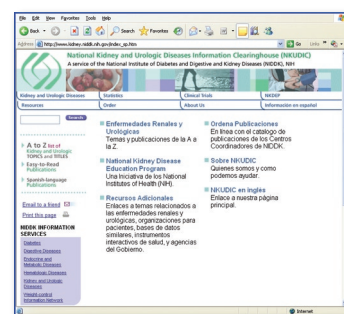 File Edit View Favorites Tools Help
Back Search Favorites
Address http://www.kidney.niddk.nih.gov/index_sp.htm Go Links
National Kidney and Urologic Diseases Information Clearinghouse (NKUDIC)
A service of the National Institute of Diabetes and Digestive and Kidney Diseases (NIDDK), NIH
Kidney and Urologic Diseases Statistics Clinical Trials NKDEP
Resources Order About Us Información en español
Search
A to Z list of
Kidney and Urologic
TOPICS and TITLES
Easy-to-Read
Publications
Spanish-language
Publications
Email to a friend
Print this page
NIDDK INFORMATION
SERVICES
Diabetes
Digestive Diseases
Endocrine and
Metabolic Diseases
Hematologic Diseases
Kidney and Urologic
Diseases
Weight-control
Information Network
Enfermedades Renales y
Urológicas
Temas y publicaciones de la A a
la Z.
National Kidney Disease
Education Program
Una Iniciativa de los National
Institutes of Health (NIH).
Recursos Adicionales
Enlaces a temas relacionados a
las enfermedades renales y
urológicas, organizaciones para
pacientes, bases de datos
similares, instrumentos
interactivos de salud, y agencias
del Gobierno.
Ordena Publicaciones
En linea con el catalogo de
publicaciones de los Centros
Coordinadores de NIDDK.
Sobre NKUDIC
Quienes somos y como
podemos ayudar.
NKUDIC en inglés
Enlace a nuestra página
principal.
Internet